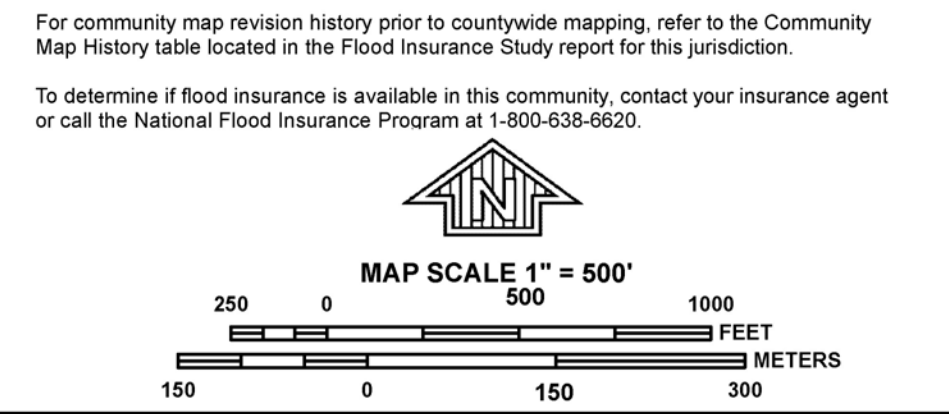 For community map revision history prior to countywide mapping, refer to the Community
Map History table located in the Flood Insurance Study report for this jurisdiction.
To determine if flood insurance is available in this community, contact your insurance agent
or call the National Flood Insurance Program at 1-800-638-6620.
N
MAP SCALE 1" = 500'
250 0 500 1000
FEET
METERS
150 0 150 300